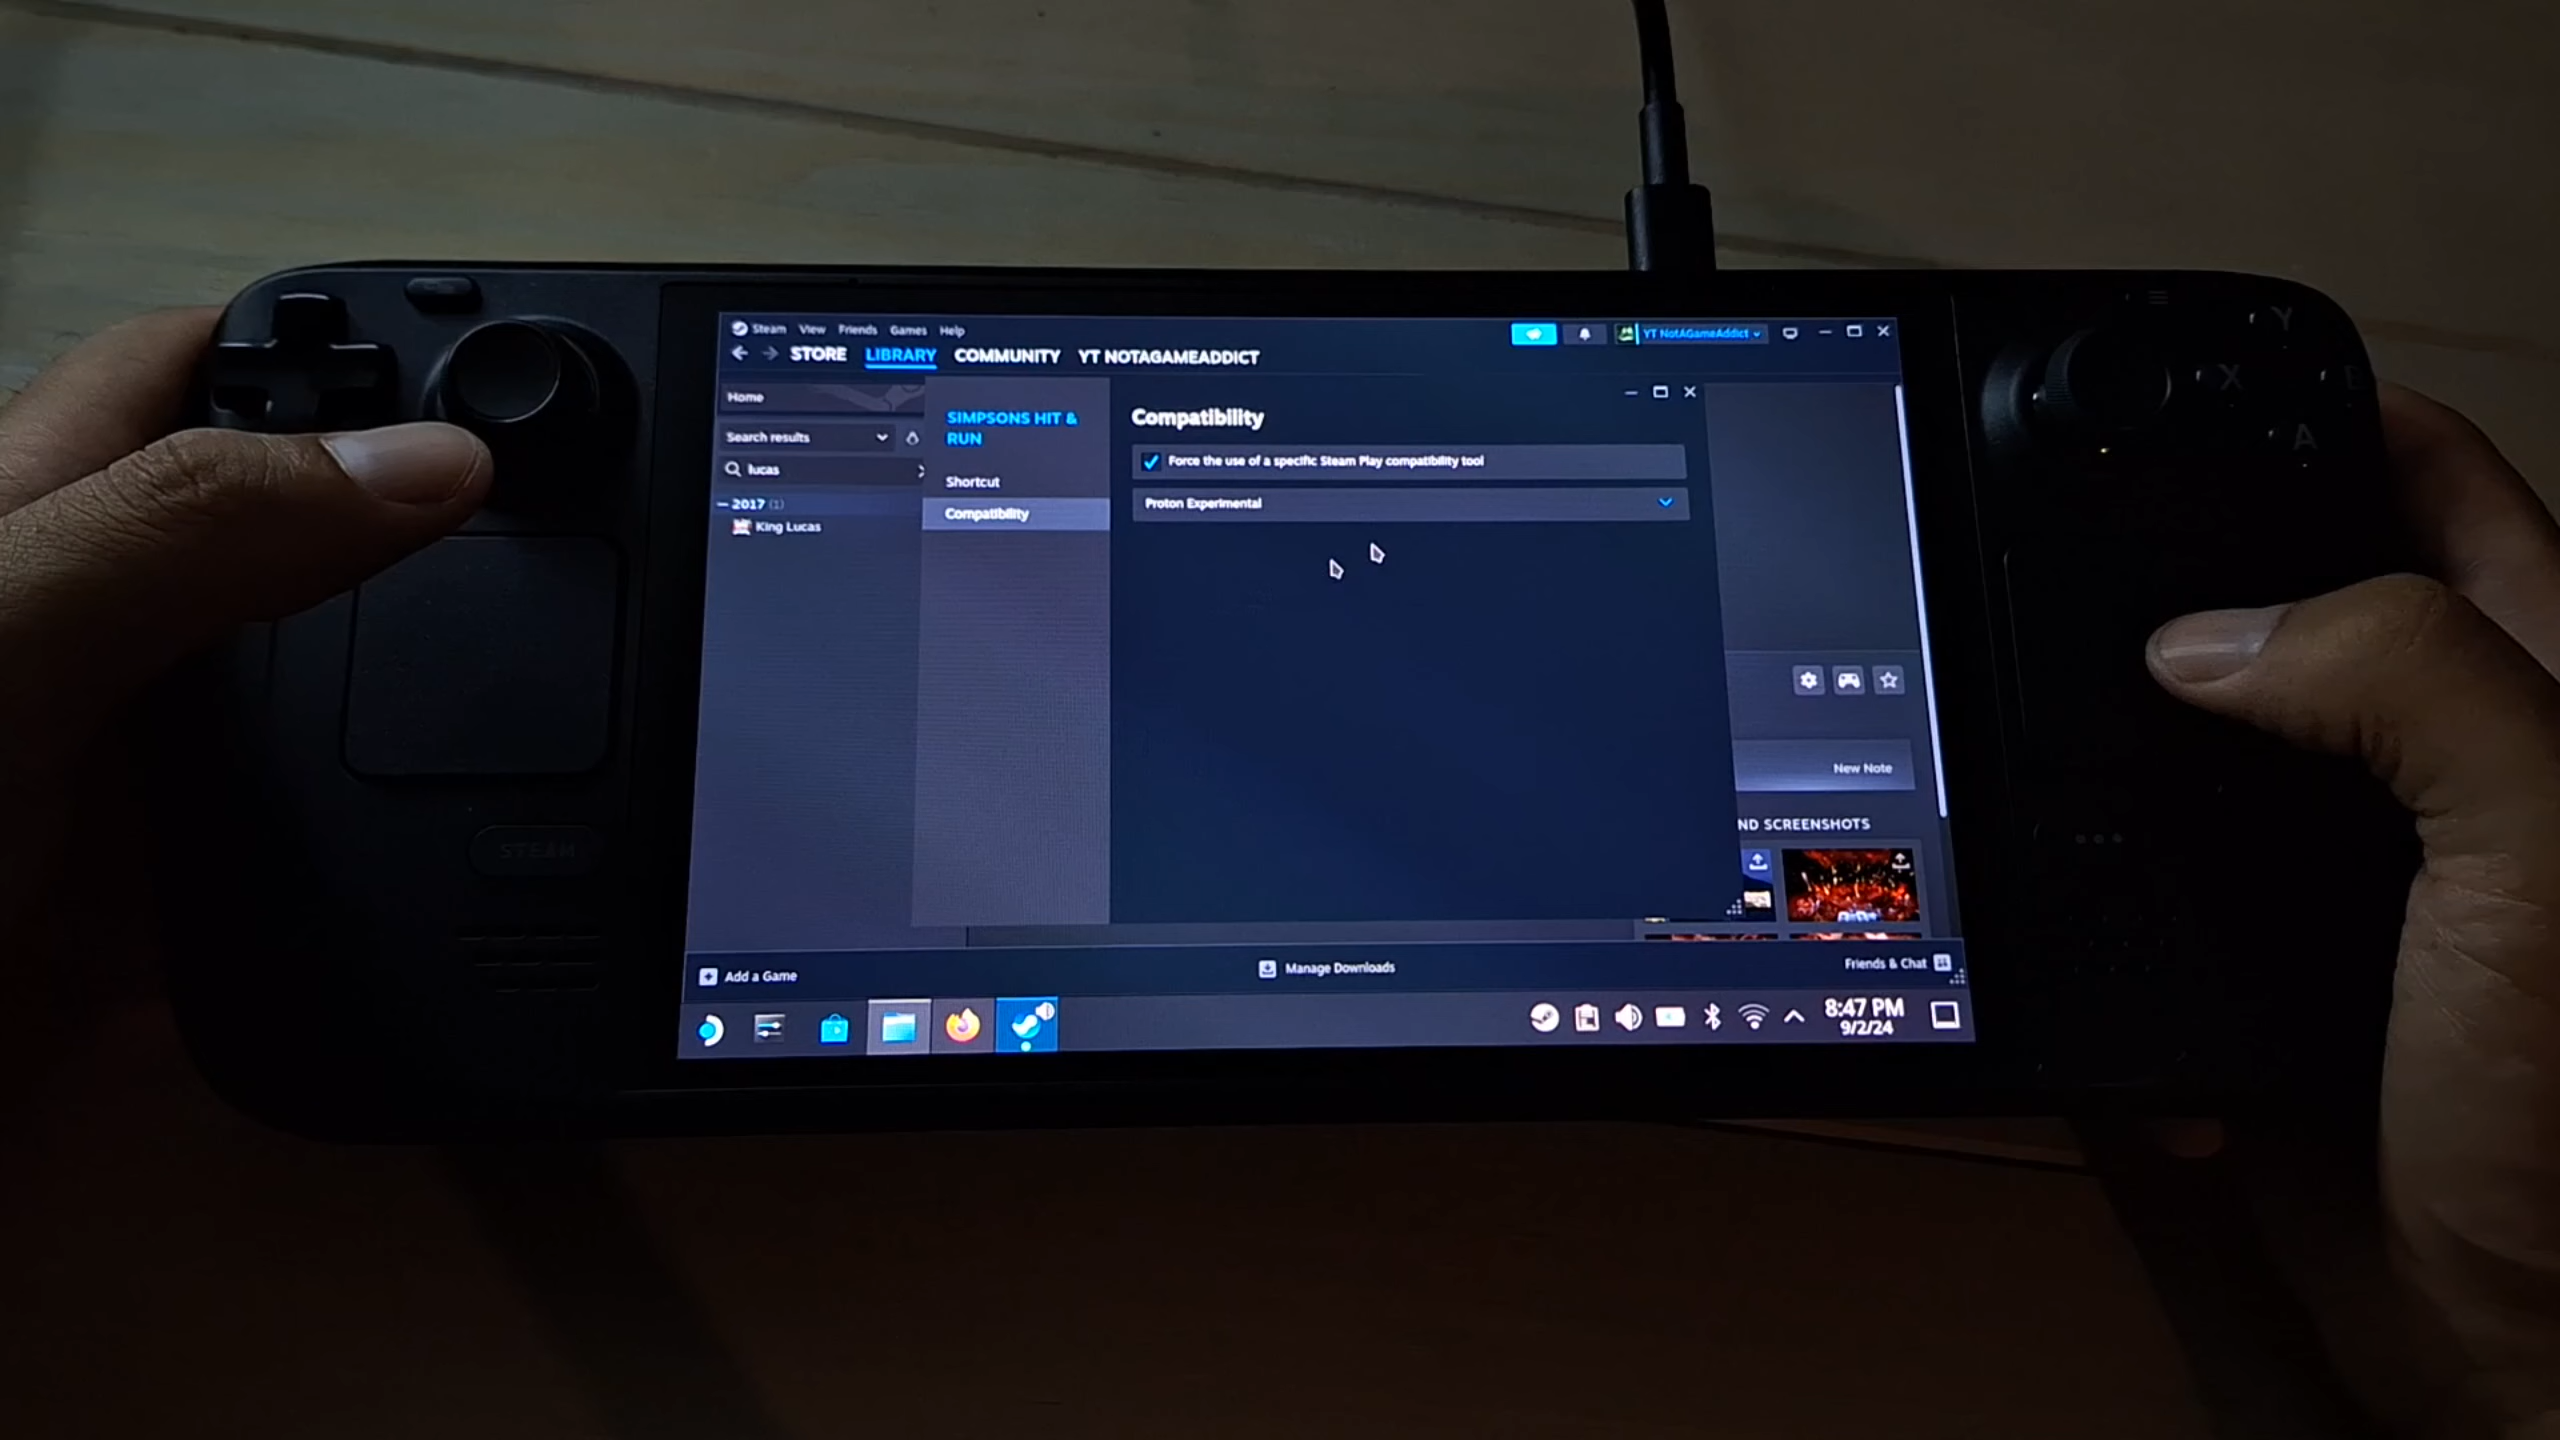 Steam View Friends Games Help
YT NotAGameAddict
STORE LIBRARY COMMUNITY YT NOTAGAMEADDICT
Home
Search results
lucas
2017 (1)
King Lucas
SIMPSONS HIT &
RUN
Shortcut
Compatibility
Compatibility
Force the use of a specific Steam Play compatibility tool
Proton Experimental
New Note
ND SCREENSHOTS
Add a Game
Manage Downloads
Friends & Chat
8:47 PM
9/2/24
STEAM
Y
X
A